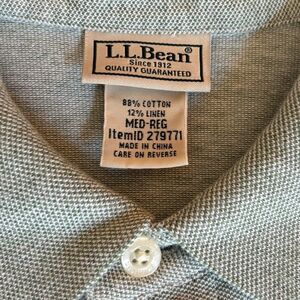 L.L.Bean®
Since 1912
QUALITY GUARANTEED
88% COTTON
12% LINEN
MED-REG
ItemID 279771
MADE IN CHINA
CARE ON REVERSE